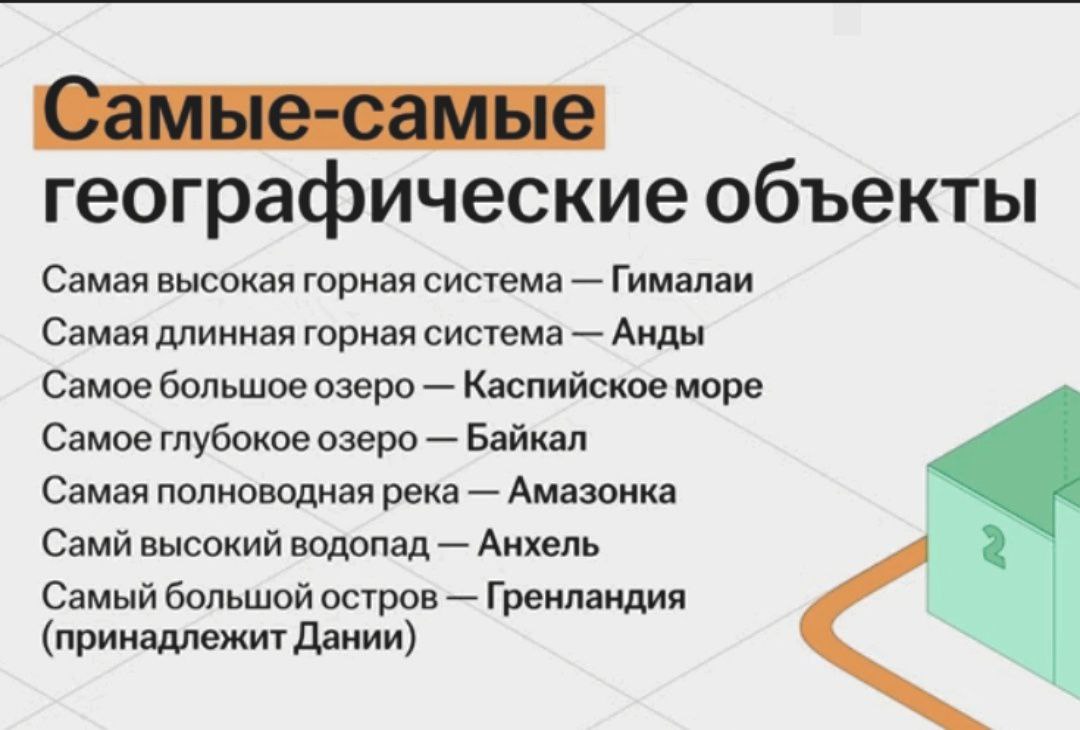 Самые-самые
географические объекты
Самая высокая горная система — Гималаи
Самая длинная горная система — Анды
Самое большое озеро — Каспийское море
Самое глубокое озеро — Байкал
Самая полноводная река — Амазонка
Самй высокий водопад — Анхель
Самый большой остров — Гренландия
(принадлежит Дании)
2